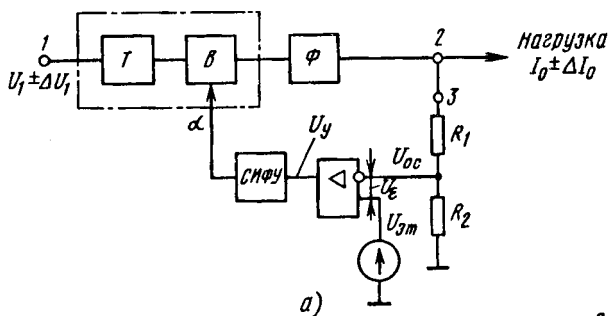 1
U₁ ± ΔU₁
Т
В
Ф
2
нагрузка
I₀ ± ΔI₀
3
α
Uу
СИФУ
Uос
Uε
Uэт
R₁
R₂
а)